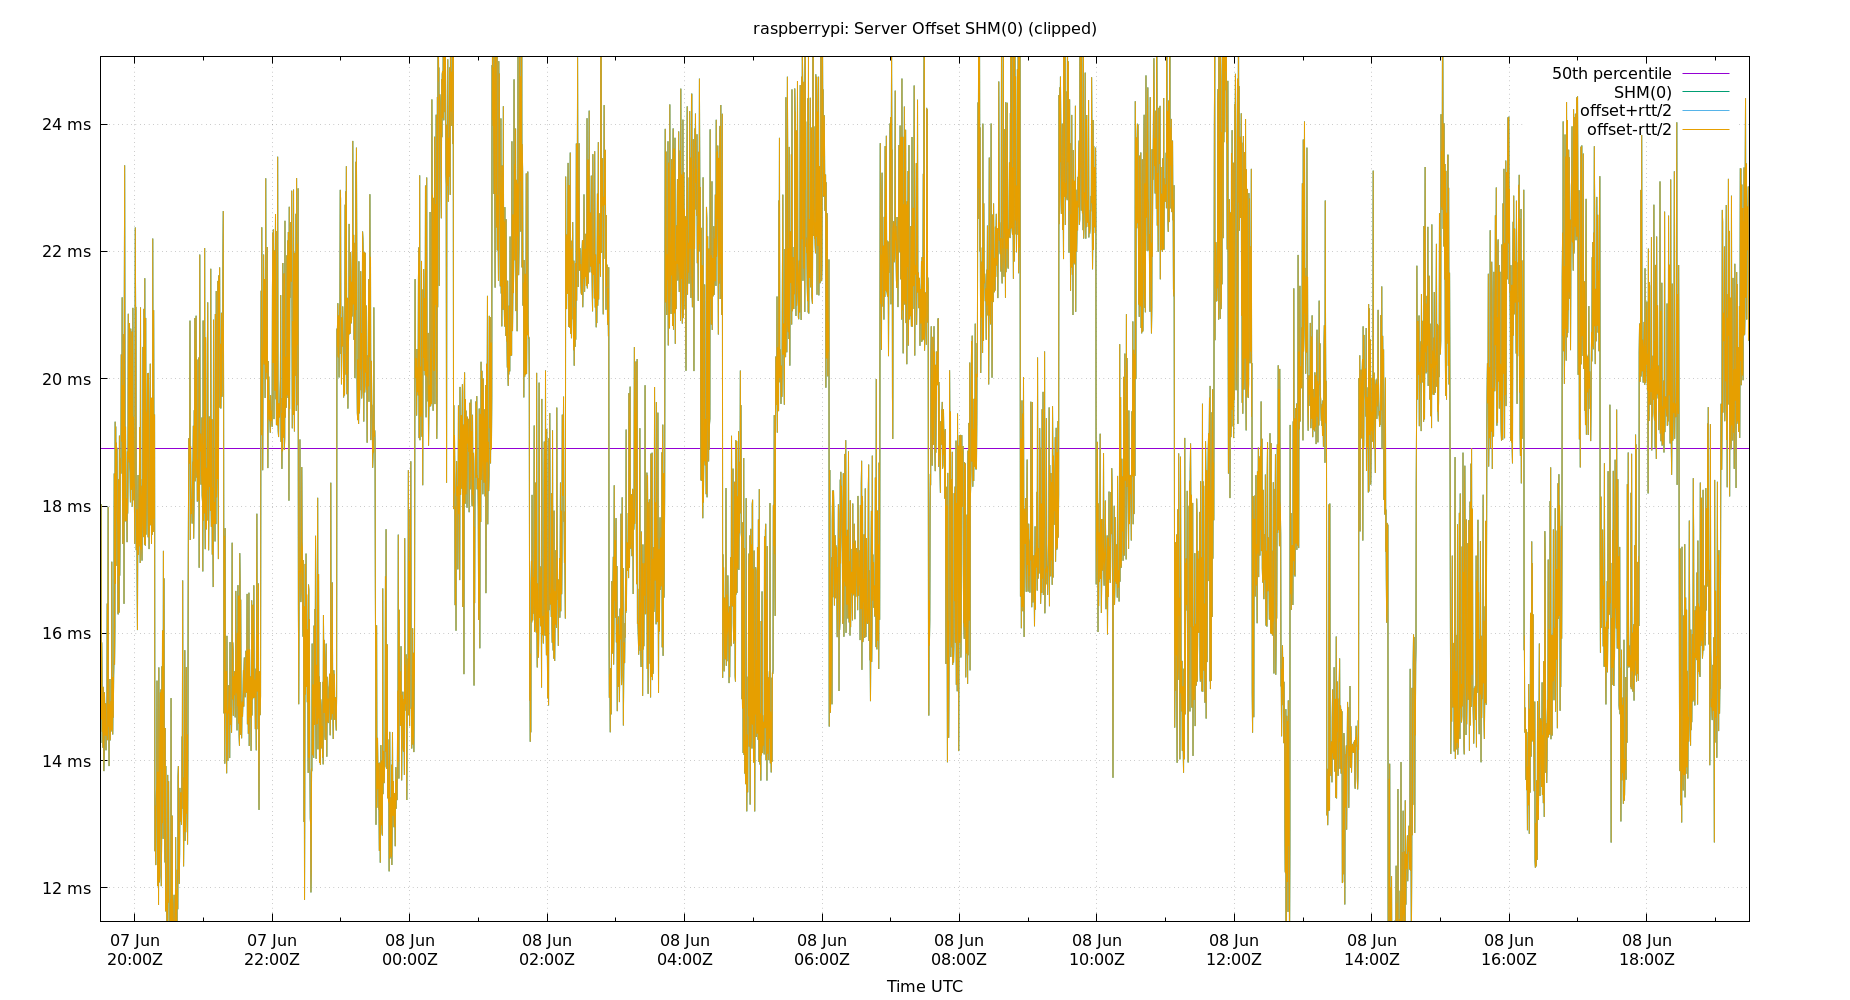 raspberrypi: Server Offset SHM(0) (clipped)
50th percentile
SHM(0)
offset+rtt/2
offset-rtt/2
24 ms
22 ms
20 ms
18 ms
16 ms
14 ms
12 ms
07 Jun 07 Jun 08 Jun 08 Jun 08 Jun 08 Jun 08 Jun 08 Jun 08 Jun 08 Jun 08 Jun 08 Jun
20:00Z 22:00Z 00:00Z 02:00Z 04:00Z 06:00Z 08:00Z 10:00Z 12:00Z 14:00Z 16:00Z 18:00Z
Time UTC